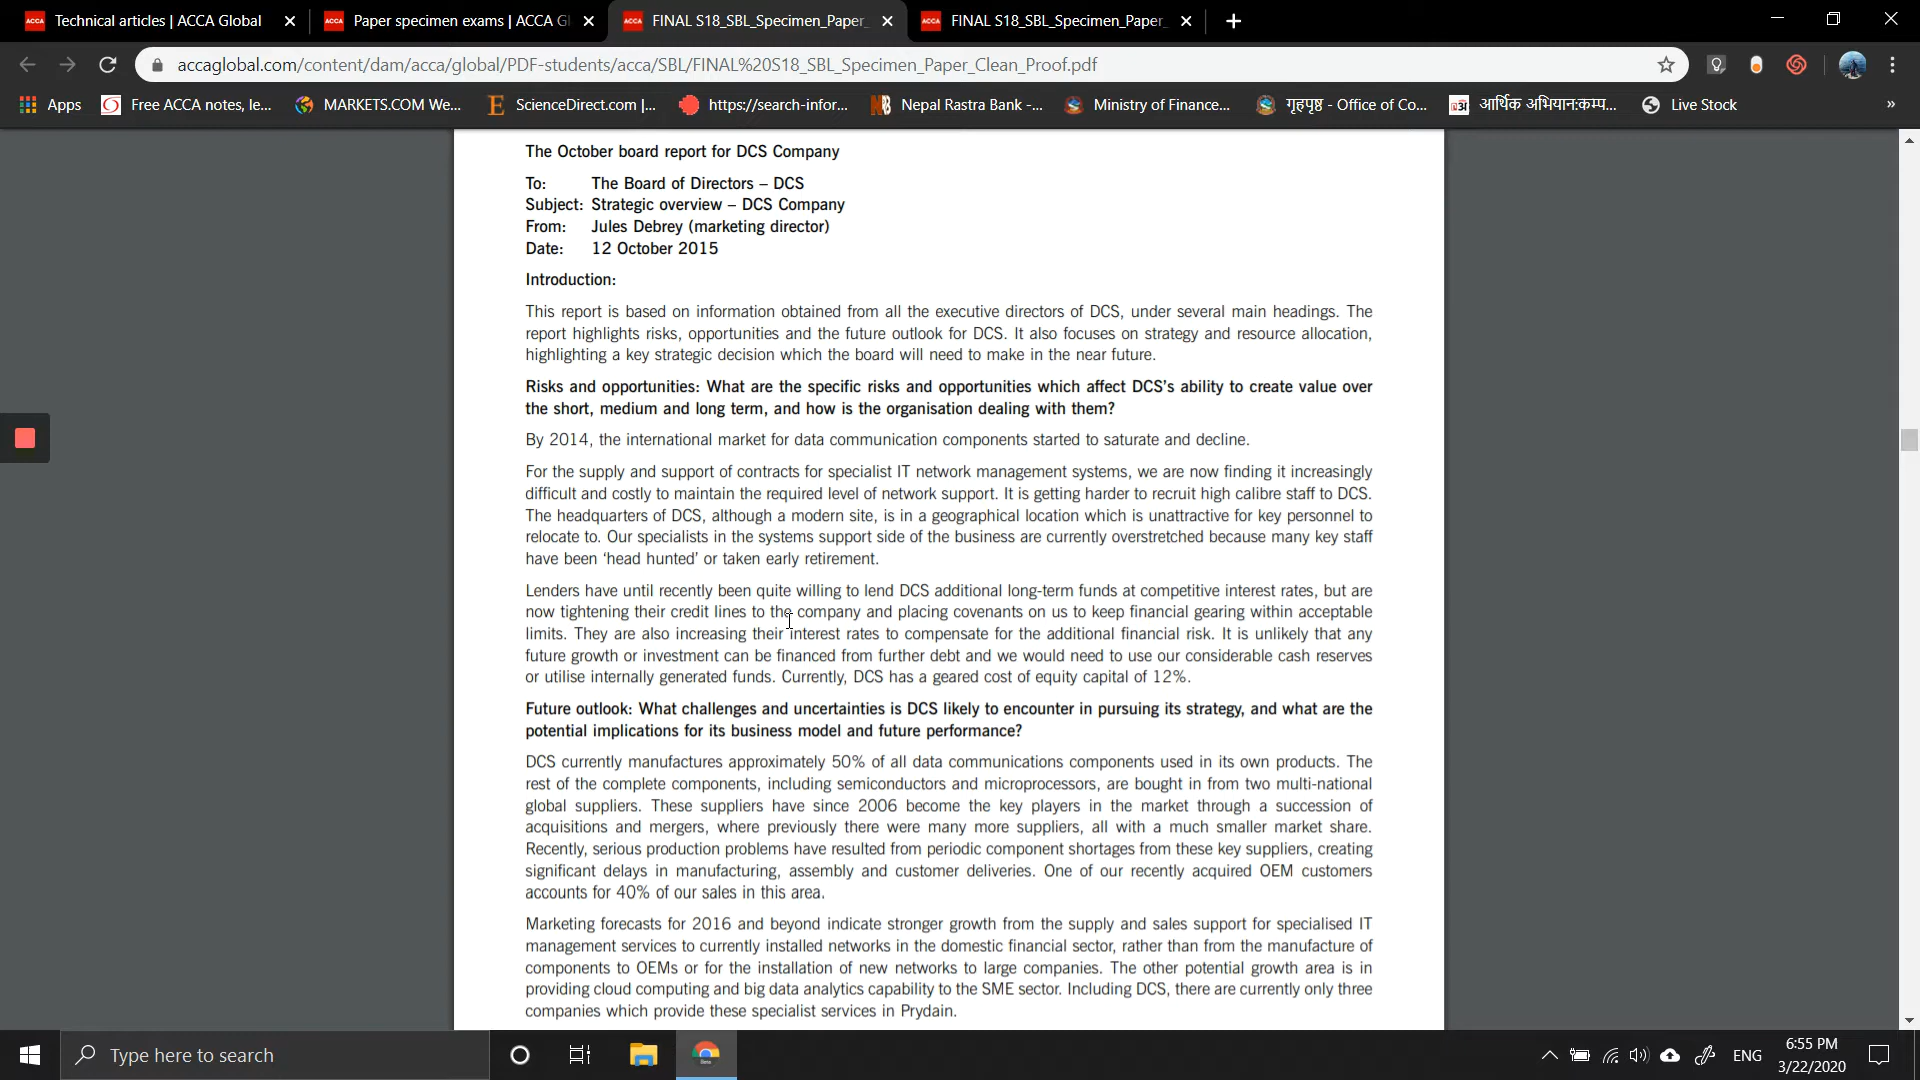 Technical articles | ACCA Global
Paper specimen exams | ACCA Gl
FINAL S18_SBL_Specimen_Paper_
FINAL S18_SBL_Specimen_Paper_
accaglobal.com/content/dam/acca/global/PDF-students/acca/SBL/FINAL%20S18_SBL_Specimen_Paper_Clean_Proof.pdf
Apps
Free ACCA notes, le...
MARKETS.COM We...
ScienceDirect.com |...
https://search-infor...
Nepal Rastra Bank -...
Ministry of Finance...
गृहपृष्ठ - Office of Co...
आर्थिक अभियान:कम्प...
Live Stock
The October board report for DCS Company
To: The Board of Directors – DCS
Subject: Strategic overview – DCS Company
From: Jules Debrey (marketing director)
Date: 12 October 2015
Introduction:
This report is based on information obtained from all the executive directors of DCS, under several main headings. The
report highlights risks, opportunities and the future outlook for DCS. It also focuses on strategy and resource allocation,
highlighting a key strategic decision which the board will need to make in the near future.
Risks and opportunities: What are the specific risks and opportunities which affect DCS's ability to create value over
the short, medium and long term, and how is the organisation dealing with them?
By 2014, the international market for data communication components started to saturate and decline.
For the supply and support of contracts for specialist IT network management systems, we are now finding it increasingly
difficult and costly to maintain the required level of network support. It is getting harder to recruit high calibre staff to DCS.
The headquarters of DCS, although a modern site, is in a geographical location which is unattractive for key personnel to
relocate to. Our specialists in the systems support side of the business are currently overstretched because many key staff
have been ‘head hunted’ or taken early retirement.
Lenders have until recently been quite willing to lend DCS additional long-term funds at competitive interest rates, but are
now tightening their credit lines to the company and placing covenants on us to keep financial gearing within acceptable
limits. They are also increasing their interest rates to compensate for the additional financial risk. It is unlikely that any
future growth or investment can be financed from further debt and we would need to use our considerable cash reserves
or utilise internally generated funds. Currently, DCS has a geared cost of equity capital of 12%.
Future outlook: What challenges and uncertainties is DCS likely to encounter in pursuing its strategy, and what are the
potential implications for its business model and future performance?
DCS currently manufactures approximately 50% of all data communications components used in its own products. The
rest of the complete components, including semiconductors and microprocessors, are bought in from two multi-national
global suppliers. These suppliers have since 2006 become the key players in the market through a succession of
acquisitions and mergers, where previously there were many more suppliers, all with a much smaller market share.
Recently, serious production problems have resulted from periodic component shortages from these key suppliers, creating
significant delays in manufacturing, assembly and customer deliveries. One of our recently acquired OEM customers
accounts for 40% of our sales in this area.
Marketing forecasts for 2016 and beyond indicate stronger growth from the supply and sales support for specialised IT
management services to currently installed networks in the domestic financial sector, rather than from the manufacture of
components to OEMs or for the installation of new networks to large companies. The other potential growth area is in
providing cloud computing and big data analytics capability to the SME sector. Including DCS, there are currently only three
companies which provide these specialist services in Prydain.
Type here to search
ENG
6:55 PM
3/22/2020